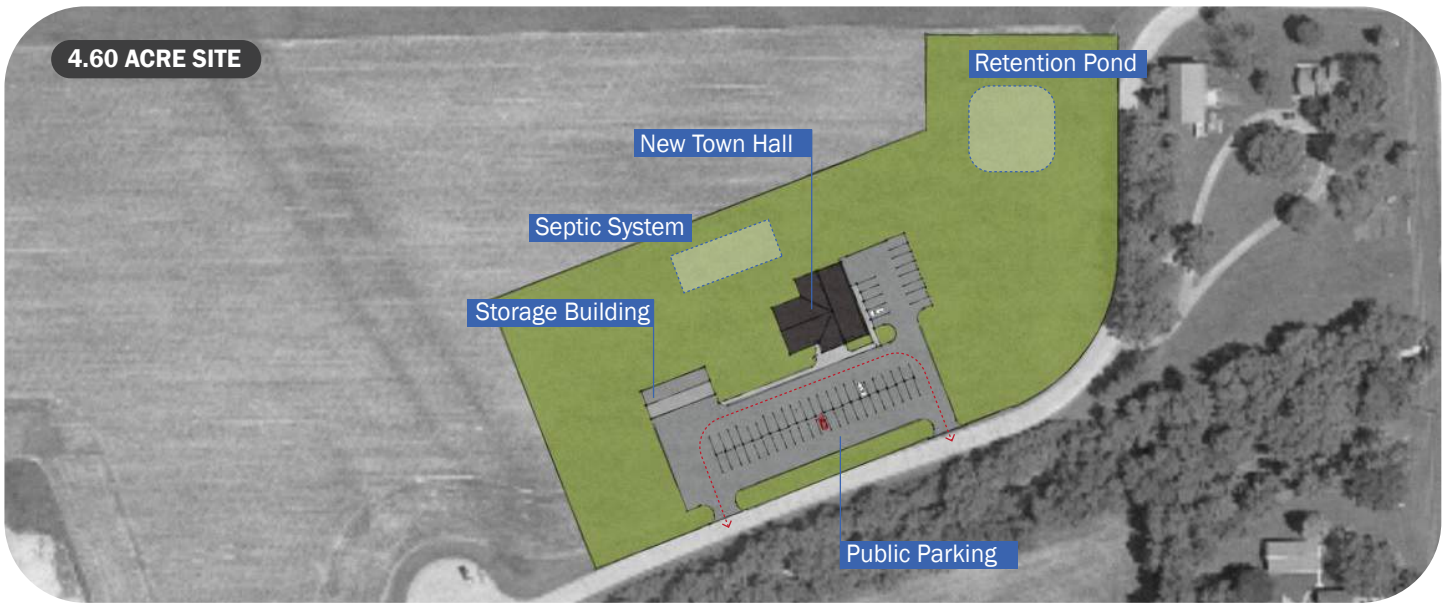 4.60 ACRE SITE
Retention Pond
New Town Hall
Septic System
Storage Building
Public Parking